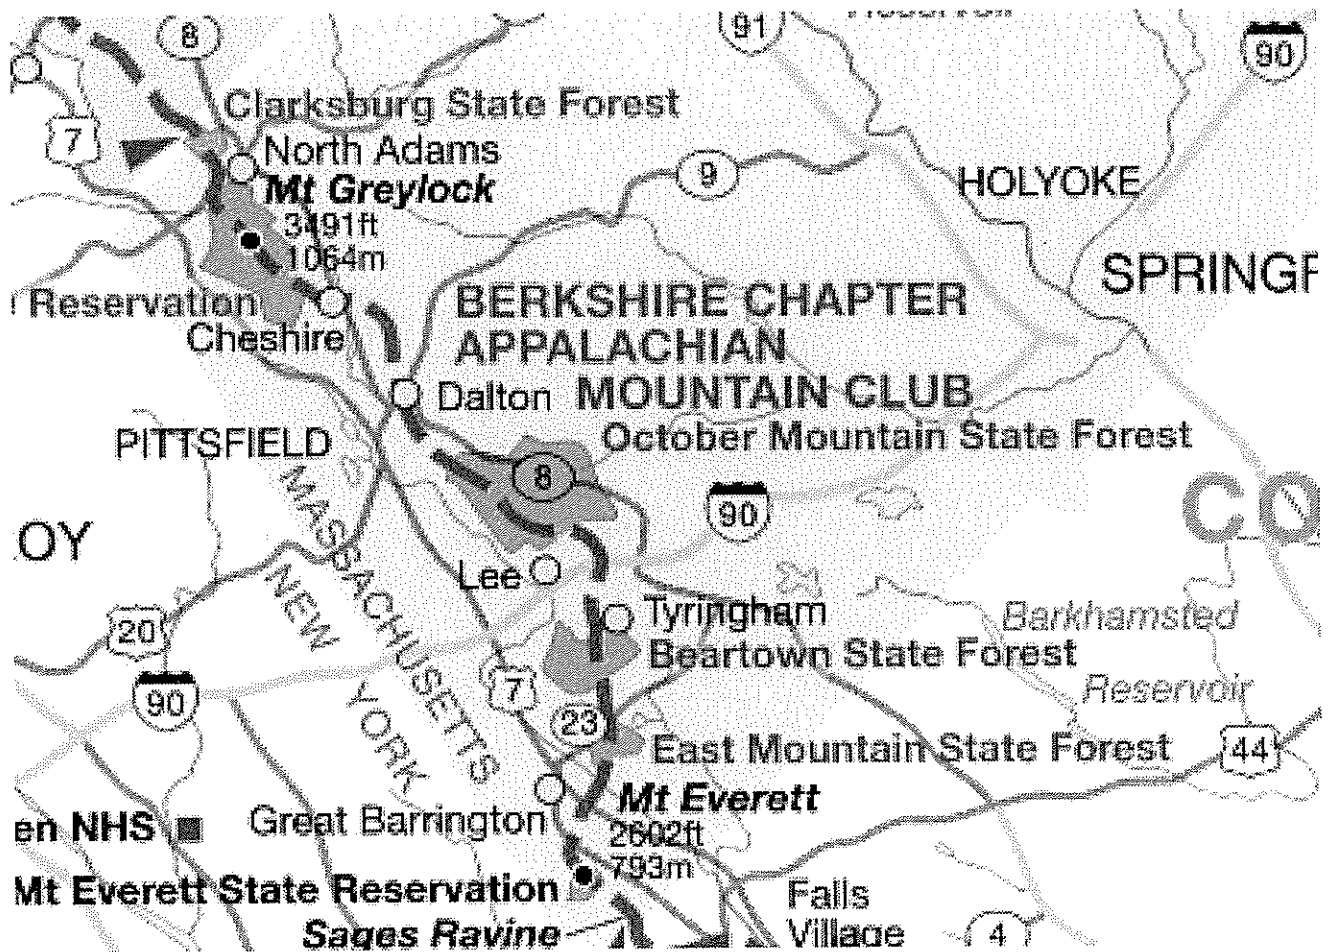 8
91
90
Clarksburg State Forest
7
North Adams
Mt Greylock
9
HOLYOKE
3491ft
1064m
SPRINGF
Reservation
BERKSHIRE CHAPTER
Cheshire
APPALACHIAN
Dalton
MOUNTAIN CLUB
PITTSFIELD
October Mountain State Forest
8
90
MASBACHUSETTS
CO
OY
Lee
NEW
YORK
20
Tyringham
Barkhamsted
Beartown State Forest
Reservoir
90
7
23
East Mountain State Forest
44
Mt Everett
Great Barrington
2602ft
en NHS
793m
Mt Everett State Reservation
Falls
Village
Sages Ravine
4